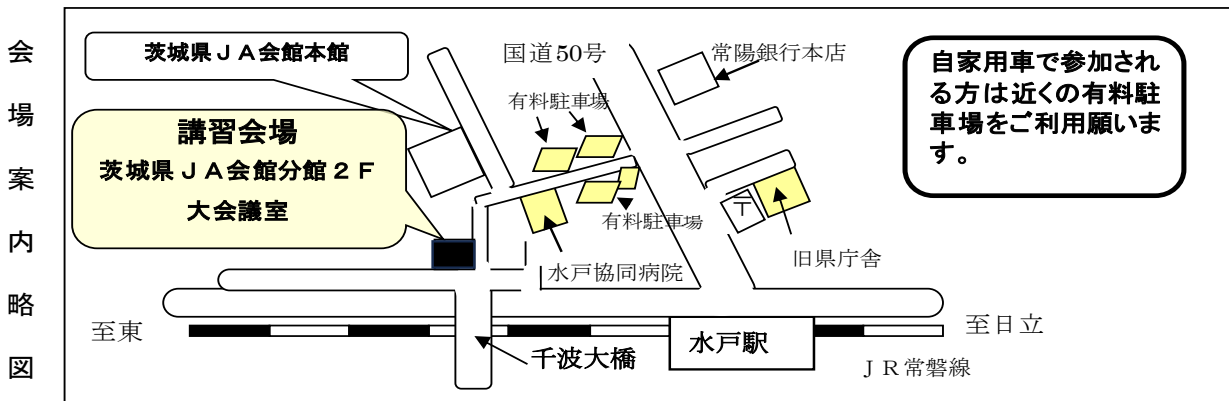 会場案内略図
茨城県ＪＡ会館本館
国道50号
常陽銀行本店
有料駐車場
講習会場
茨城県ＪＡ会館分館２Ｆ
大会議室
自家用車で参加され
る方は近くの有料駐
車場をご利用願いま
す。
有料駐車場
〒
旧県庁舎
水戸協同病院
至東
千波大橋
水戸駅
至日立
ＪＲ常磐線